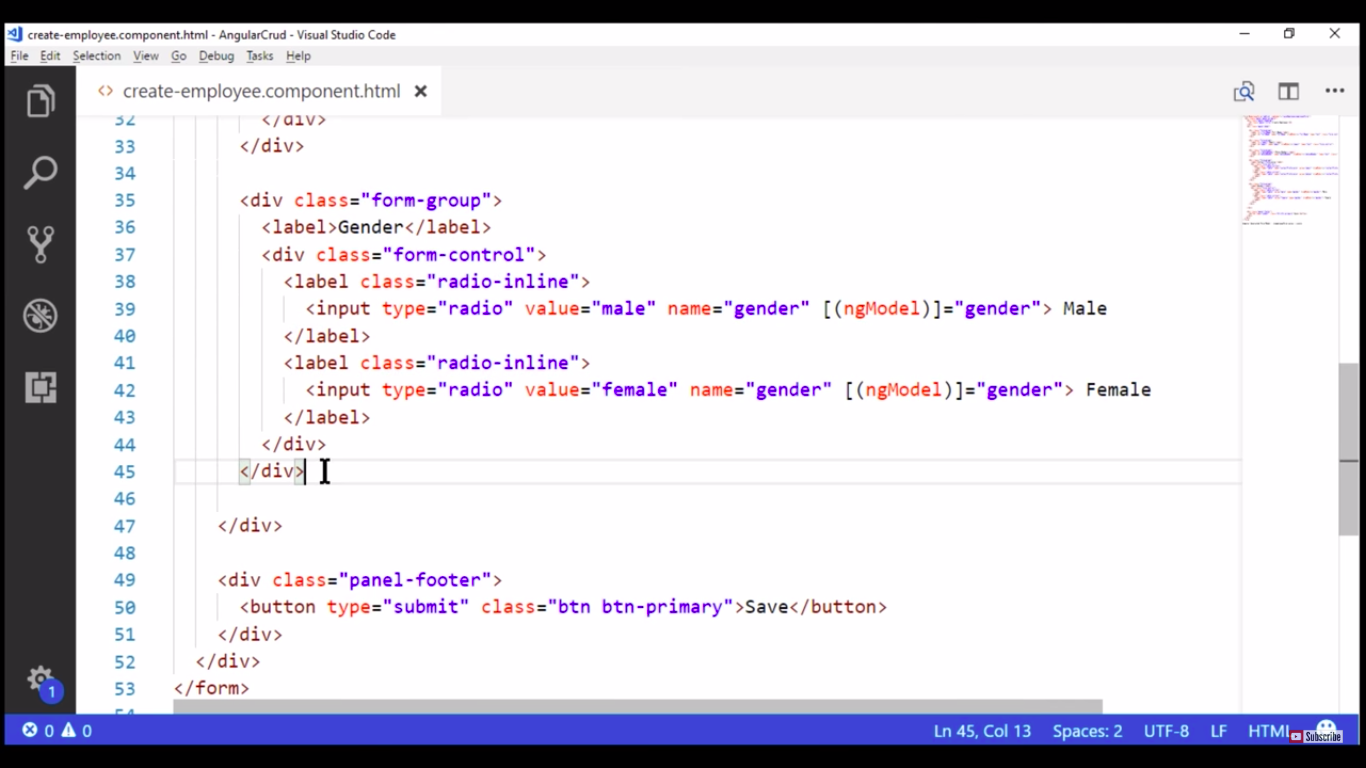 create-employee.component.html - AngularCrud - Visual Studio Code
File Edit Selection View Go Debug Tasks Help
<> create-employee.component.html
32 </div>
33 </div>
34
35 <div class="form-group">
36 <label>Gender</label>
37 <div class="form-control">
38 <label class="radio-inline">
39 <input type="radio" value="male" name="gender" [(ngModel)]="gender"> Male
40 </label>
41 <label class="radio-inline">
42 <input type="radio" value="female" name="gender" [(ngModel)]="gender"> Female
43 </label>
44 </div>
45 </div>
46
47 </div>
48
49 <div class="panel-footer">
50 <button type="submit" class="btn btn-primary">Save</button>
51 </div>
52 </div>
53 </form>
1
0 0 Ln 45, Col 13 Spaces: 2 UTF-8 LF HTML
Subscribe